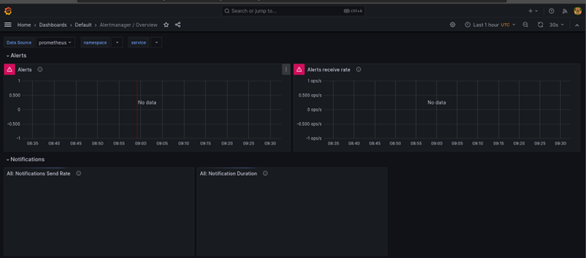 Search or jump to...
ctrl+k
Home › Dashboards › Default › Alertmanager / Overview
Last 1 hour UTC
30s
Data Source prometheus namespace service
Alerts
Alerts
1
0.500
0
-0.500
-1
No data
08:35 08:40 08:45 08:50 08:55 09:00 09:05 09:10 09:15 09:20 09:25 09:30
Alerts receive rate
1 ops/s
0.500 ops/s
0 ops/s
-0.500 ops/s
-1 ops/s
No data
08:35 08:40 08:45 08:50 08:55 09:00 09:05 09:10 09:15 09:20 09:25 09:30
Notifications
All: Notifications Send Rate
All: Notification Duration